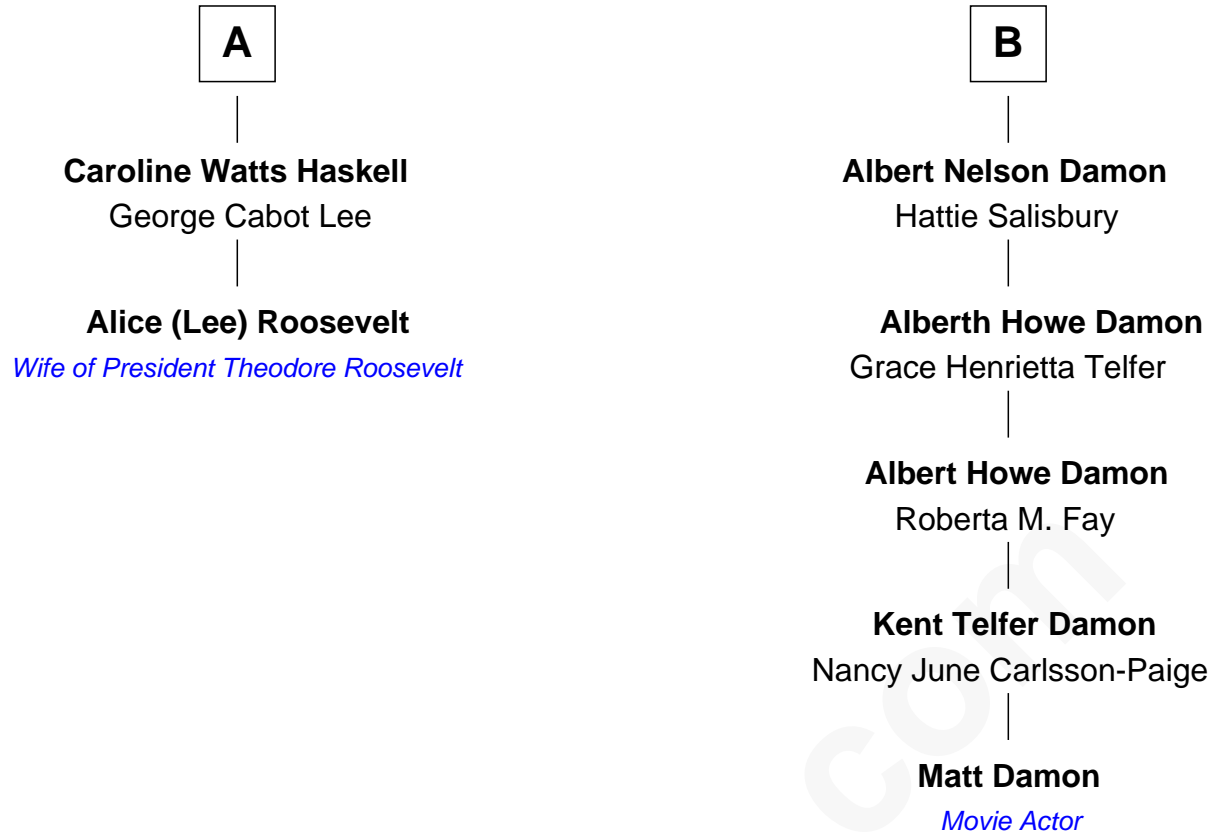 A
Caroline Watts Haskell
George Cabot Lee
Alice (Lee) Roosevelt
Wife of President Theodore Roosevelt
B
Albert Nelson Damon
Hattie Salisbury
Alberth Howe Damon
Grace Henrietta Telfer
Albert Howe Damon
Roberta M. Fay
Kent Telfer Damon
Nancy June Carlsson-Paige
Matt Damon
Movie Actor
com